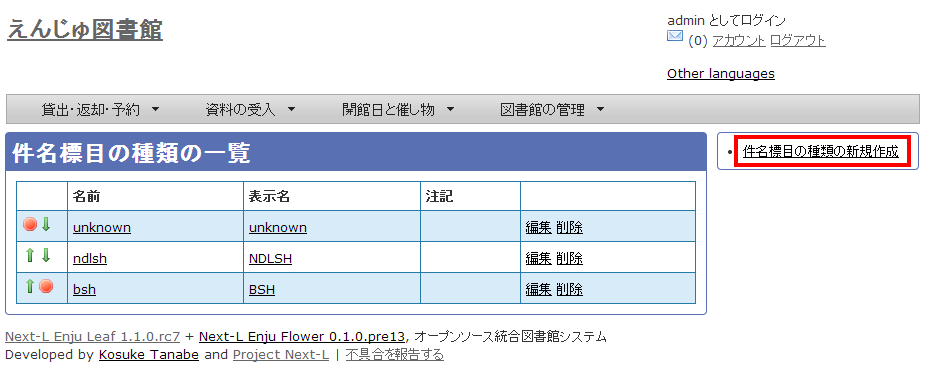 えんじゅ図書館
admin としてログイン
(0) アカウント ログアウト
Other languages
貸出・返却・予約 資料の受入 開館日と催し物 図書館の管理
件名標目の種類の一覧
件名標目の種類の新規作成
名前 表示名 注記
unknown unknown 編集 削除
ndlsh NDLSH 編集 削除
bsh BSH 編集 削除
Next-L Enju Leaf 1.1.0.rc7 + Next-L Enju Flower 0.1.0.pre13, オープンソース統合図書館システム
Developed by Kosuke Tanabe and Project Next-L | 不具合を報告する